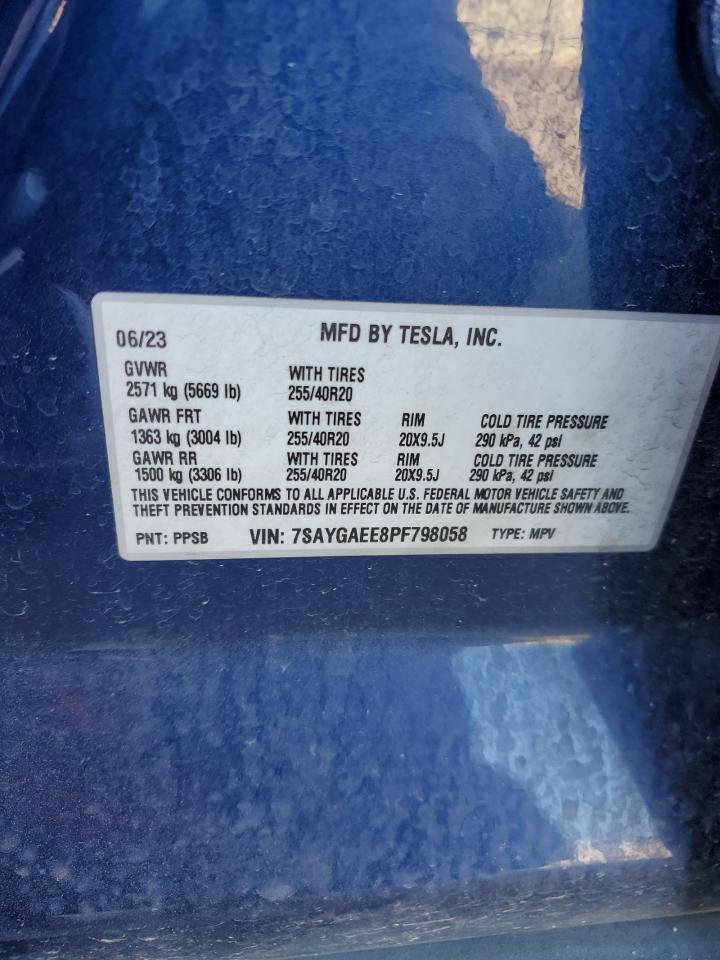 06/23 MFD BY TESLA, INC.
GVWR WITH TIRES
2571 kg (5669 lb) 255/40R20
GAWR FRT WITH TIRES RIM COLD TIRE PRESSURE
1363 kg (3004 lb) 255/40R20 20X9.5J 290 kPa, 42 psi
GAWR RR WITH TIRES RIM COLD TIRE PRESSURE
1500 kg (3306 lb) 255/40R20 20X9.5J 290 kPa, 42 psi
THIS VEHICLE CONFORMS TO ALL APPLICABLE U.S. FEDERAL MOTOR VEHICLE SAFETY AND
THEFT PREVENTION STANDARDS IN EFFECT ON THE DATE OF MANUFACTURE SHOWN ABOVE.
PNT: PPSB VIN: 7SAYGAEE8PF798058 TYPE: MPV